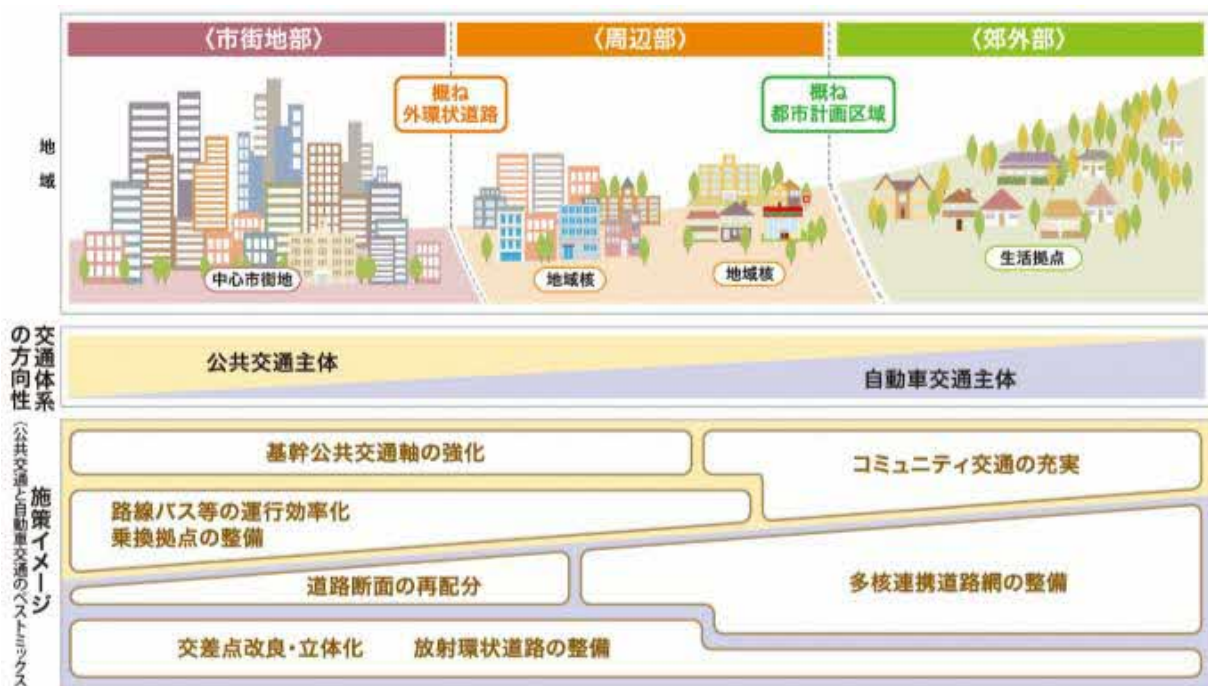 〈市街地部〉
〈周辺部〉
〈郊外部〉
概ね
外環状道路
概ね
都市計画区域
地域
中心市街地
地域核
地域核
生活拠点
交通体系
の方向性
公共交通主体
自動車交通主体
施策イメージ
(公共交通と自動車交通のベストミックス
基幹公共交通軸の強化
コミュニティ交通の充実
路線バス等の運行効率化
乗換拠点の整備
道路断面の再配分
多核連携道路網の整備
交差点改良・立体化
放射環状道路の整備